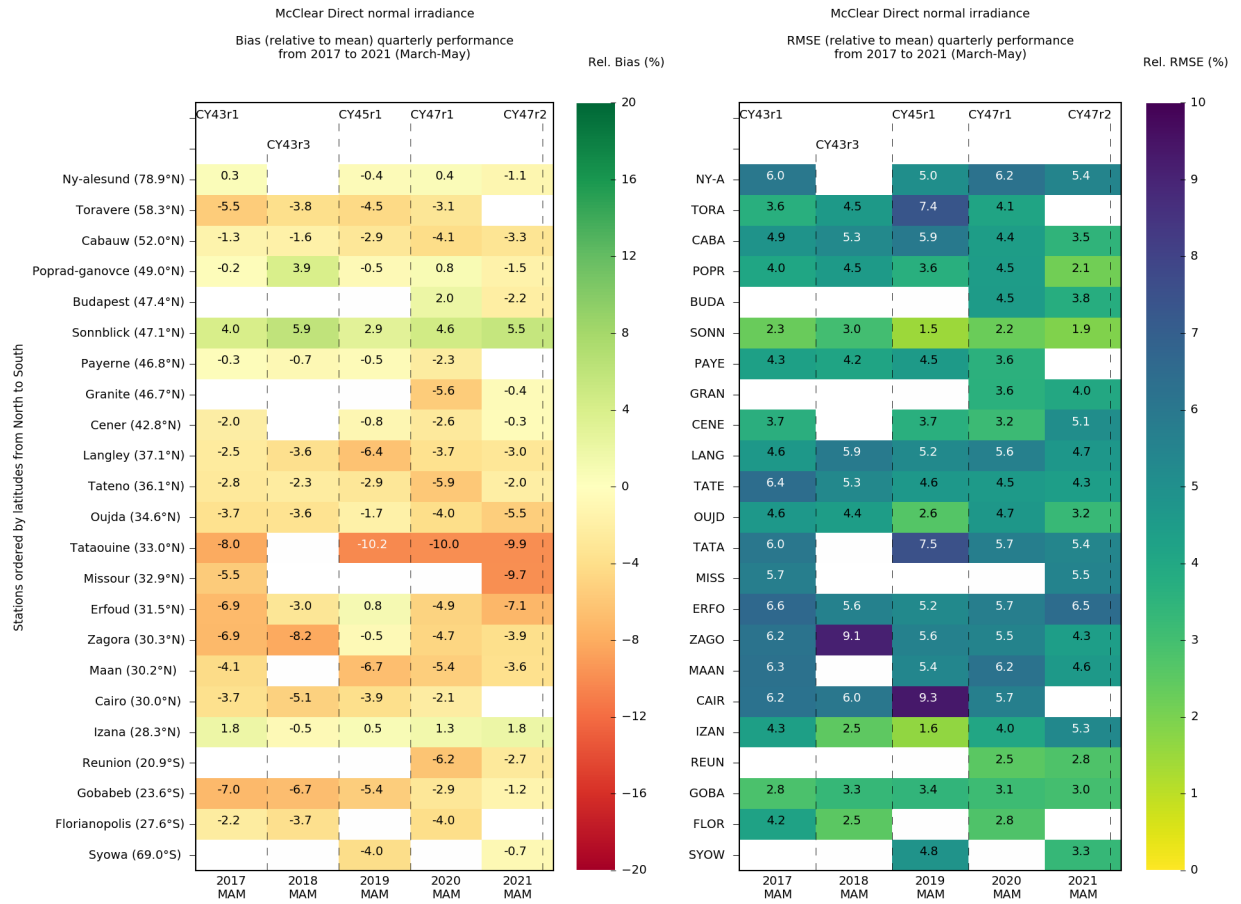 McClear Direct normal irradiance
Bias (relative to mean) quarterly performance
from 2017 to 2021 (March-May)
Rel. Bias (%)
Stations ordered by latitudes from North to South
CY43r1 CY45r1 CY47r1 CY47r2
CY43r3
Ny-alesund (78.9°N) 0.3 -0.4 0.4 -1.1
Toravere (58.3°N) -5.5 -3.8 -4.5 -3.1
Cabauw (52.0°N) -1.3 -1.6 -2.9 -4.1 -3.3
Poprad-ganovce (49.0°N) -0.2 3.9 -0.5 0.8 -1.5
Budapest (47.4°N) 2.0 -2.2
Sonnblick (47.1°N) 4.0 5.9 2.9 4.6 5.5
Payerne (46.8°N) -0.3 -0.7 -0.5 -2.3
Granite (46.7°N) -5.6 -0.4
Cener (42.8°N) -2.0 -0.8 -2.6 -0.3
Langley (37.1°N) -2.5 -3.6 -6.4 -3.7 -3.0
Tateno (36.1°N) -2.8 -2.3 -2.9 -5.9 -2.0
Oujda (34.6°N) -3.7 -3.6 -1.7 -4.0 -5.5
Tataouine (33.0°N) -8.0 -10.2 -10.0 -9.9
Missour (32.9°N) -5.5 -9.7
Erfoud (31.5°N) -6.9 -3.0 0.8 -4.9 -7.1
Zagora (30.3°N) -6.9 -8.2 -0.5 -4.7 -3.9
Maan (30.2°N) -4.1 -6.7 -5.4 -3.6
Cairo (30.0°N) -3.7 -5.1 -3.9 -2.1
Izana (28.3°N) 1.8 -0.5 0.5 1.3 1.8
Reunion (20.9°S) -6.2 -2.7
Gobabeb (23.6°S) -7.0 -6.7 -5.4 -2.9 -1.2
Florianopolis (27.6°S) -2.2 -3.7 -4.0
Syowa (69.0°S) -4.0 -0.7
2017 2018 2019 2020 2021
MAM MAM MAM MAM MAM
20
16
12
8
4
0
−4
−8
−12
−16
−20
McClear Direct normal irradiance
RMSE (relative to mean) quarterly performance
from 2017 to 2021 (March-May)
Rel. RMSE (%)
CY43r1 CY45r1 CY47r1 CY47r2
CY43r3
NY-A 6.0 5.0 6.2 5.4
TORA 3.6 4.5 7.4 4.1
CABA 4.9 5.3 5.9 4.4 3.5
POPR 4.0 4.5 3.6 4.5 2.1
BUDA 4.5 3.8
SONN 2.3 3.0 1.5 2.2 1.9
PAYE 4.3 4.2 4.5 3.6
GRAN 3.6 4.0
CENE 3.7 3.7 3.2 5.1
LANG 4.6 5.9 5.2 5.6 4.7
TATE 6.4 5.3 4.6 4.5 4.3
OUJD 4.6 4.4 2.6 4.7 3.2
TATA 6.0 7.5 5.7 5.4
MISS 5.7 5.5
ERFO 6.6 5.6 5.2 5.7 6.5
ZAGO 6.2 9.1 5.6 5.5 4.3
MAAN 6.3 5.4 6.2 4.6
CAIR 6.2 6.0 9.3 5.7
IZAN 4.3 2.5 1.6 4.0 5.3
REUN 2.5 2.8
GOBA 2.8 3.3 3.4 3.1 3.0
FLOR 4.2 2.5 2.8
SYOW 4.8 3.3
2017 2018 2019 2020 2021
MAM MAM MAM MAM MAM
10
9
8
7
6
5
4
3
2
1
0